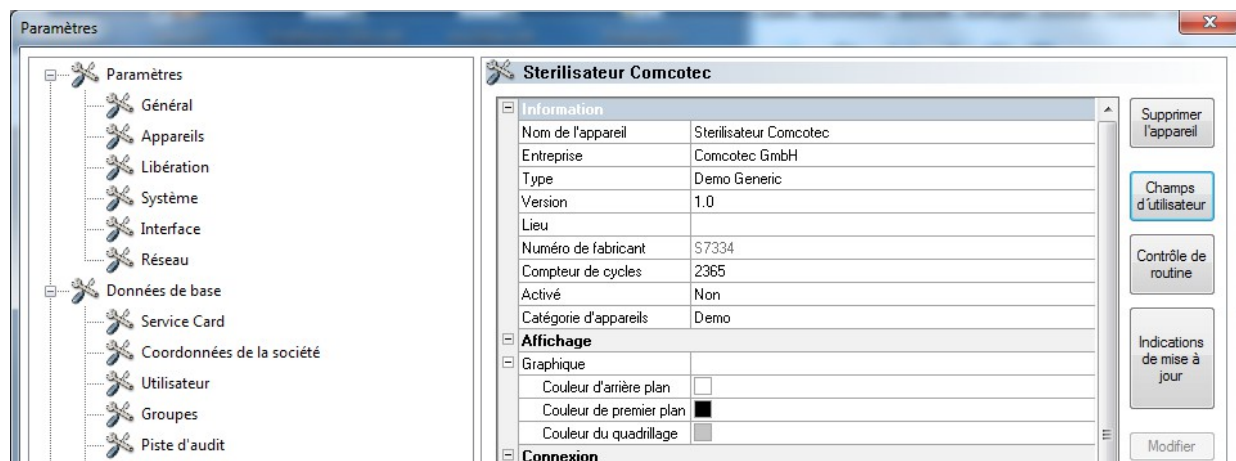 Paramètres
Paramètres
Général
Appareils
Libération
Système
Interface
Réseau
Données de base
Service Card
Coordonnées de la société
Utilisateur
Groupes
Piste d'audit
Sterilisateur Comcotec
Information
Nom de l'appareil Sterilisateur Comcotec
Entreprise Comcotec GmbH
Type Demo Generic
Version 1.0
Lieu
Numéro de fabricant S7334
Compteur de cycles 2365
Activé Non
Catégorie d'appareils Demo
Affichage
Graphique
Couleur d'arrière plan
Couleur de premier plan
Couleur du quadrillage
Connexion
Supprimer
l'appareil
Champs
d´utilisateur
Contrôle de
routine
Indications
de mise à
jour
Modifier